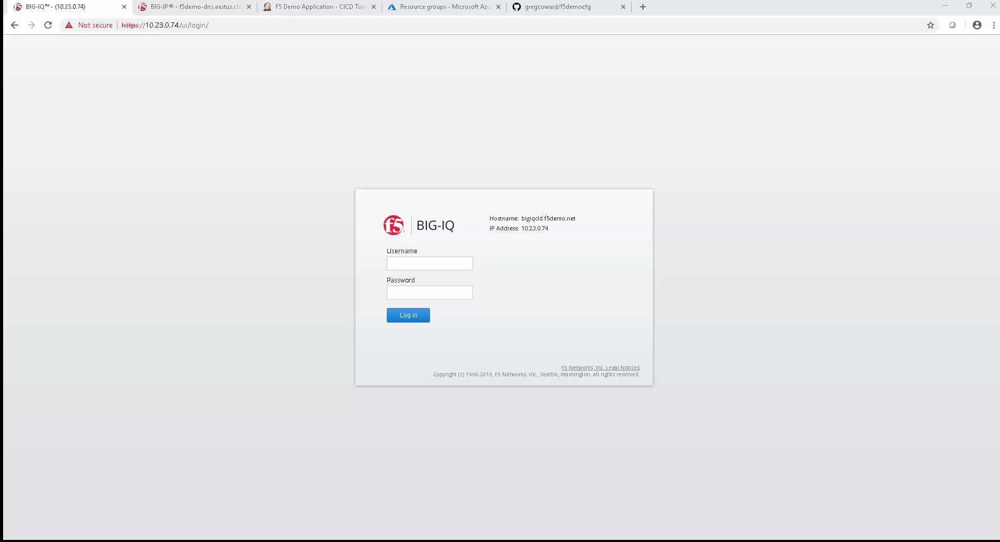 BIG-IQ™ - (10.23.0.74)
BIG-IP® - f5demo-dns.eastus.clo
F5 Demo Application - CICD Tool
Resource groups - Microsoft Azu
gregcoward/f5democfg
Not secure
https://10.23.0.74/ui/login/
f5
BIG-IQ
Hostname: bigiqcld.f5demo.net
IP Address: 10.23.0.74
Username
Password
Log in
F5 Networks, Inc. Legal Notices
Copyright (c) 1996-2018, F5 Networks, Inc., Seattle, Washington. All rights reserved.